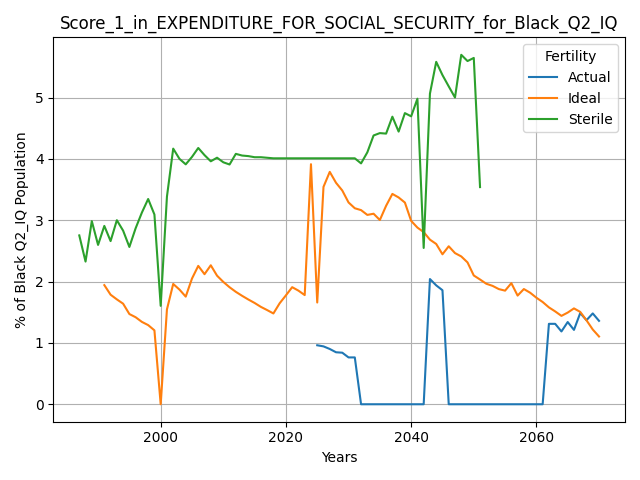 Score_1_in_EXPENDITURE_FOR_SOCIAL_SECURITY_for_Black_Q2_IQ
Fertility
Actual
Ideal
Sterile
% of Black Q2_IQ Population
5
4
3
2
1
0
2000
2020
2040
2060
Years